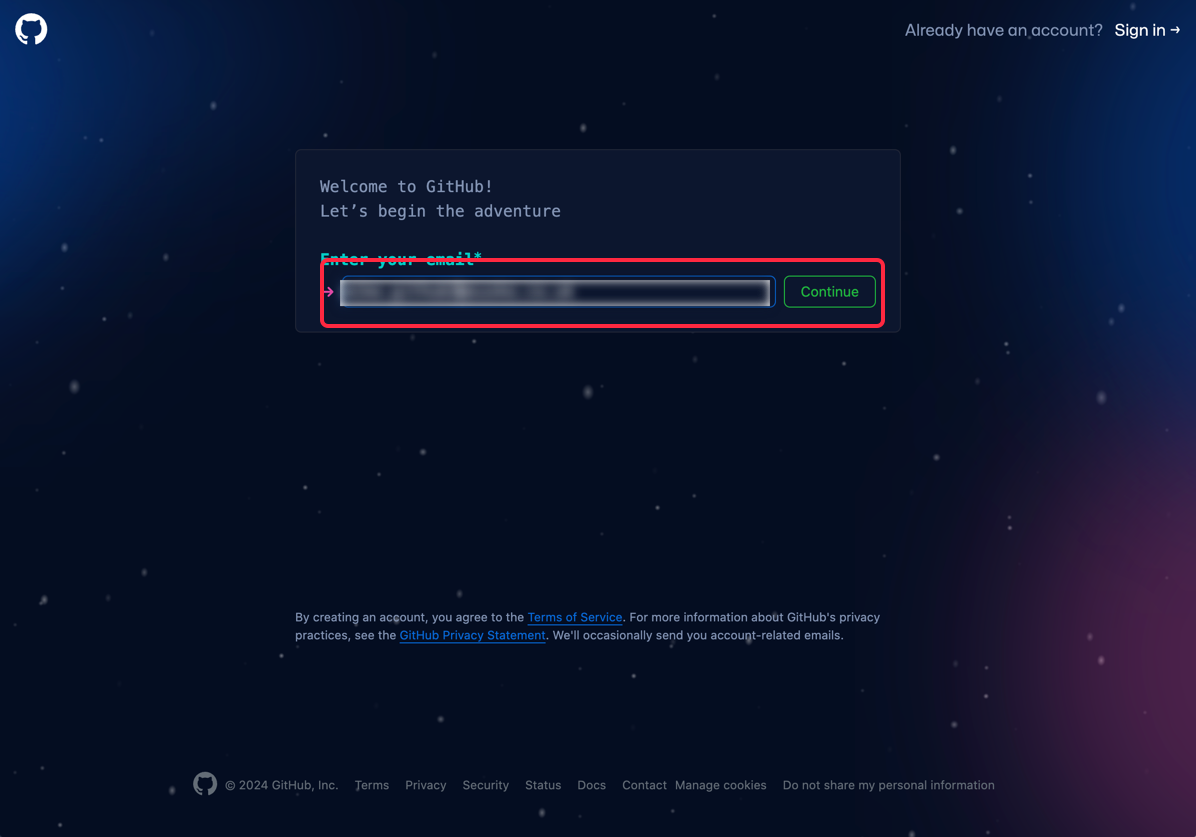 Already have an account? Sign in →
Welcome to GitHub!
Let’s begin the adventure
Enter your email*
→ Continue
By creating an account, you agree to the Terms of Service. For more information about GitHub's privacy
practices, see the GitHub Privacy Statement. We'll occasionally send you account-related emails.
© 2024 GitHub, Inc. Terms Privacy Security Status Docs Contact Manage cookies Do not share my personal information